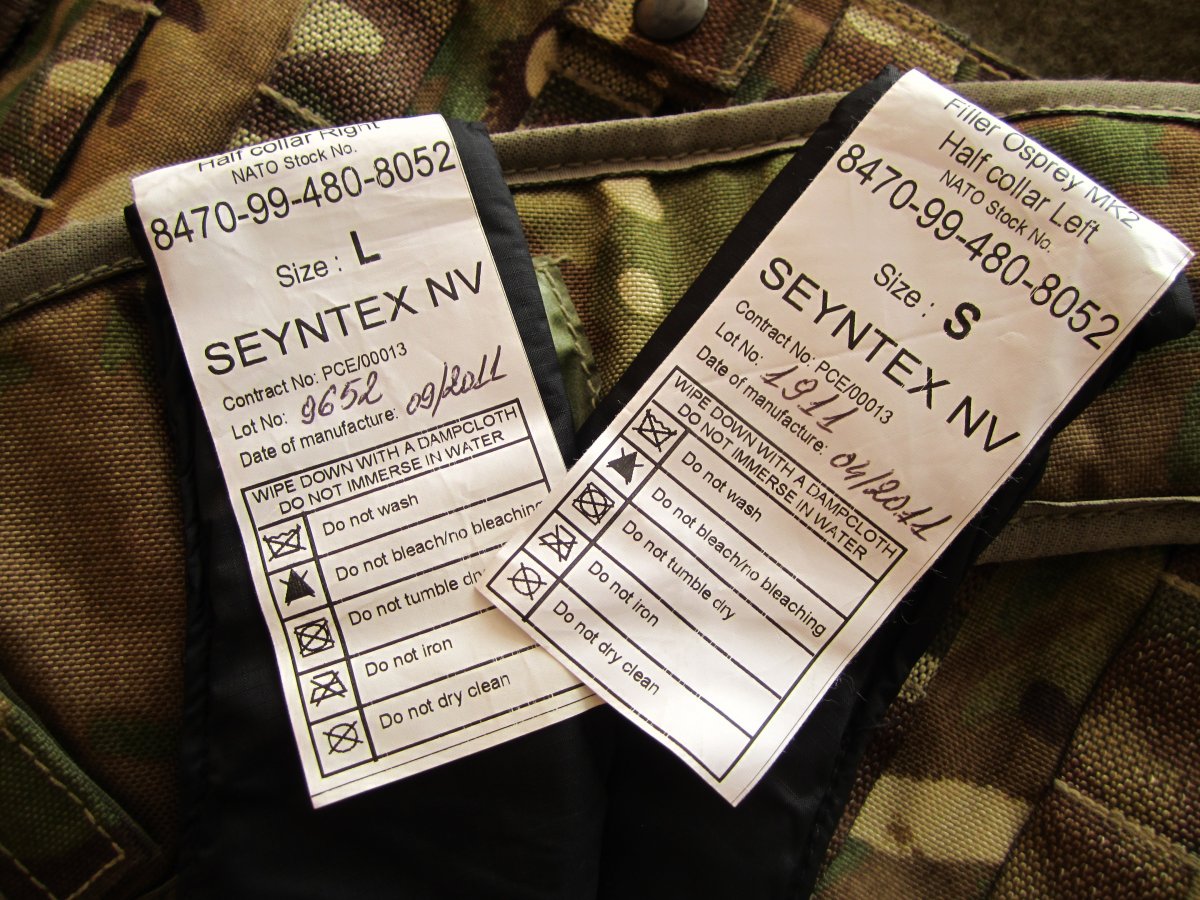 Half collar Right
NATO Stock No.
8470-99-480-8052
Size : L
SEYNTEX NV
Contract No: PCE/00013
Lot No: 9652
Date of manufacture: 09/2011
WIPE DOWN WITH A DAMPCLOTH
DO NOT IMMERSE IN WATER
Do not wash
Do not bleach/no bleaching
Do not tumble dr
Do not iron
Do not dry clean
Filler Osprey MK2
Half collar Left
NATO Stock No.
8470-99-480-8052
Size : S
SEYNTEX NV
Contract No: PCE/00013
Lot No: 1911
Date of manufacture: 04/2011
WIPE DOWN WITH A DAMPCLOTH
DO NOT IMMERSE IN WATER
Do not wash
Do not bleach/no bleaching
Do not tumble dry
Do not iron
Do not dry clean